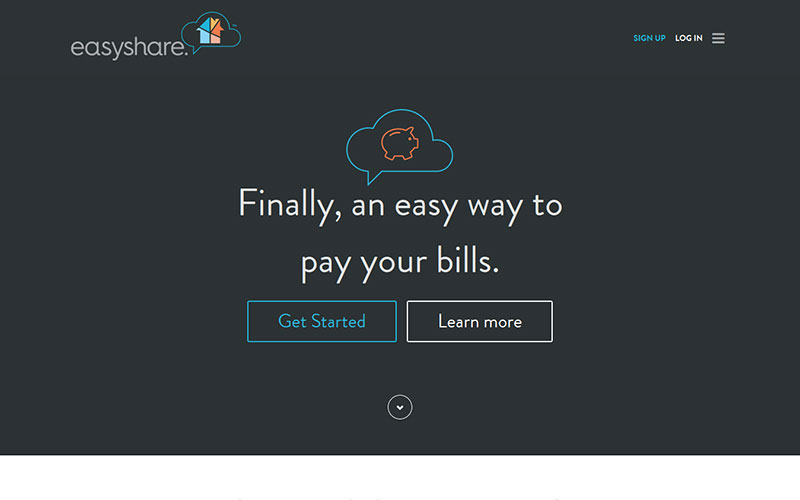 easyshare.
SIGN UP LOG IN
Finally, an easy way to
pay your bills.
Get Started Learn more